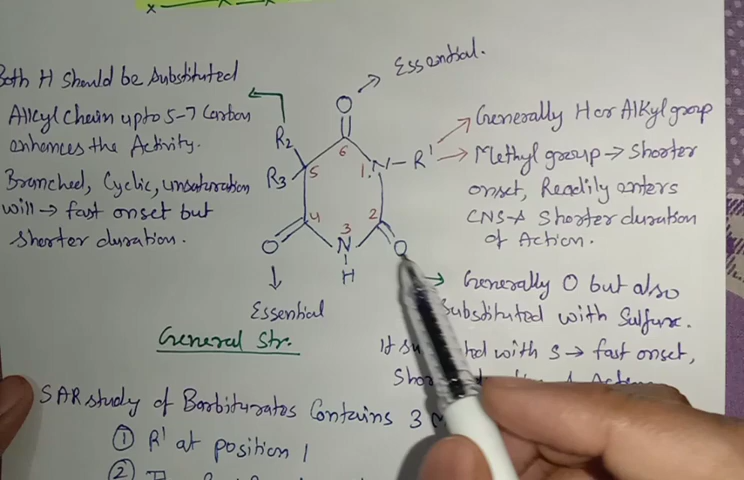 Both H should be substituted
Alkyl chain upto 5-7 Carbon
enhances the Activity.
Branched, Cyclic, unsaturation
will → fast onset but
shorter duration.
Essential.
O
R2
6
R3
5
1
N
R'
4
3
2
O
N
O
H
Essential
Generally H or Alkyl group
Methyl group → Shorter
onset, Readily enters
CNS → Shorter duration
of Action.
Generally O but also
Substituted with Sulfur.
If with S → fast onset,
General Str.
SAR study of Barbiturates Contains 3
① R' at position 1
②